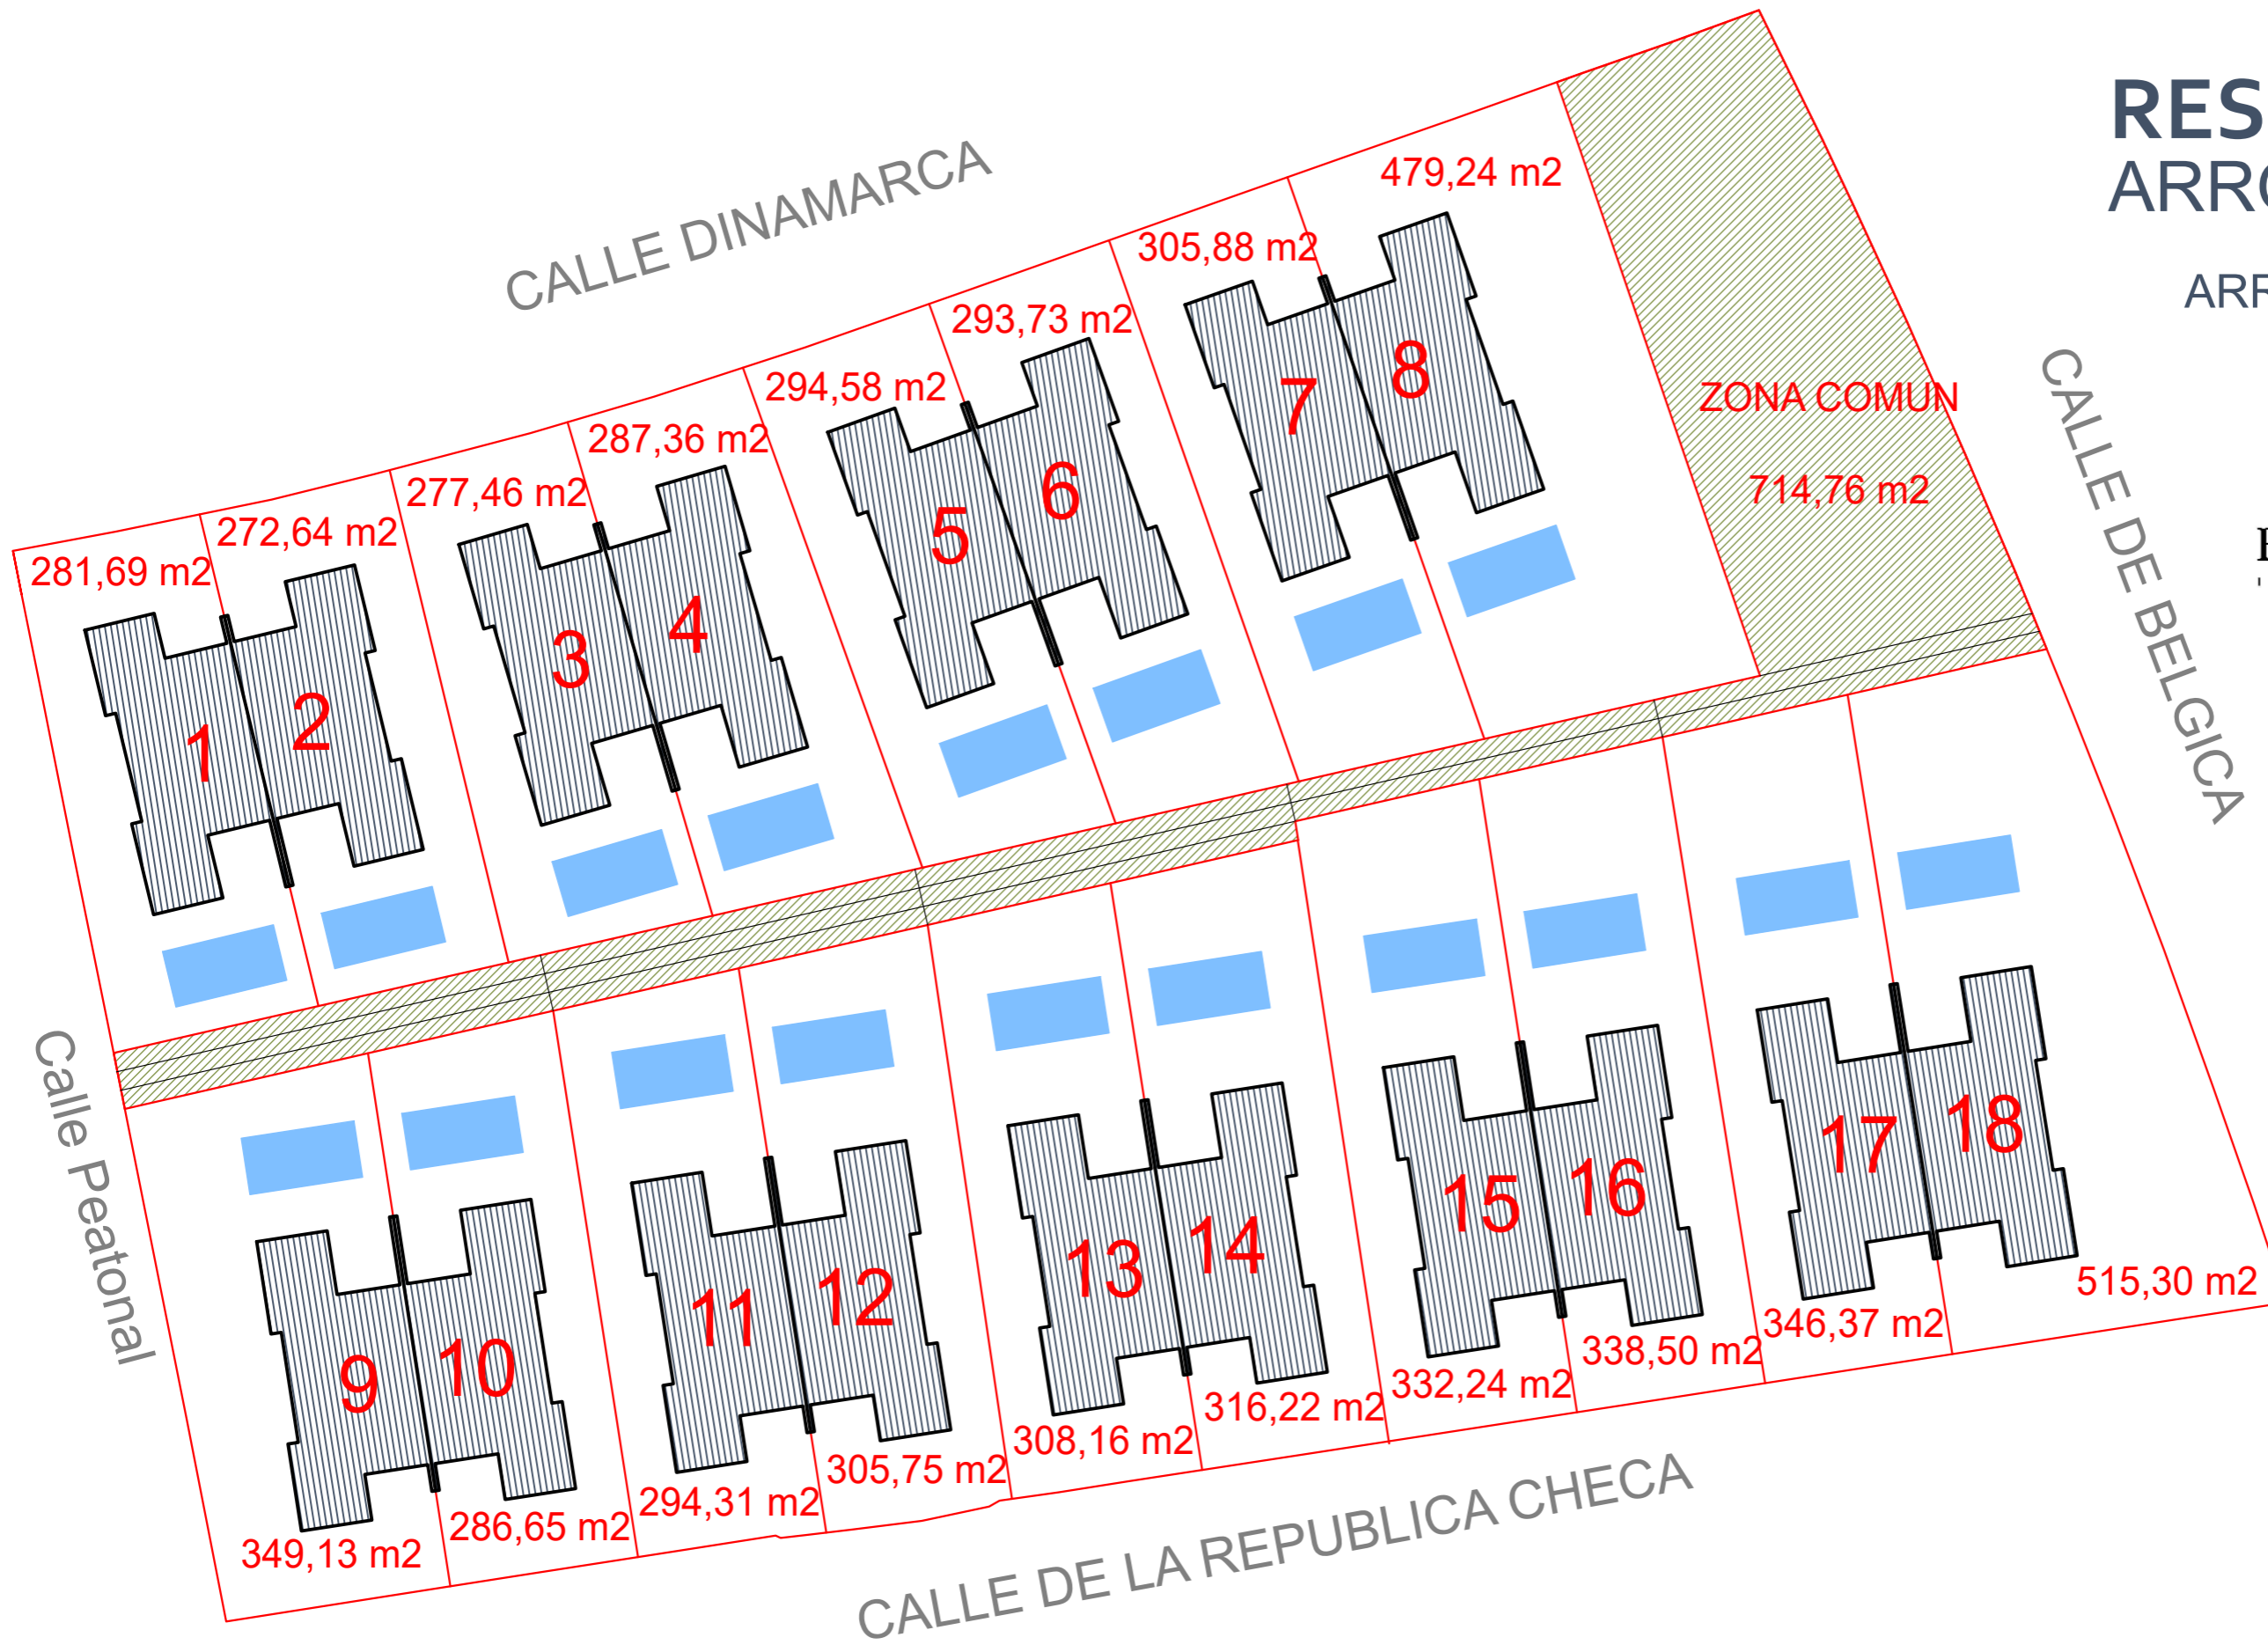 RES
ARRO
ARR
CALLE DINAMARCA
479,24 m2
305,88 m2
293,73 m2
294,58 m2
287,36 m2
277,46 m2
272,64 m2
281,69 m2
1
2
3
4
5
6
7
8
ZONA COMUN
714,76 m2
CALLE DE BELGICA
Calle Peatonal
9
10
11
12
13
14
15
16
17
18
349,13 m2
286,65 m2
294,31 m2
305,75 m2
308,16 m2
316,22 m2
332,24 m2
338,50 m2
346,37 m2
515,30 m2
CALLE DE LA REPUBLICA CHECA